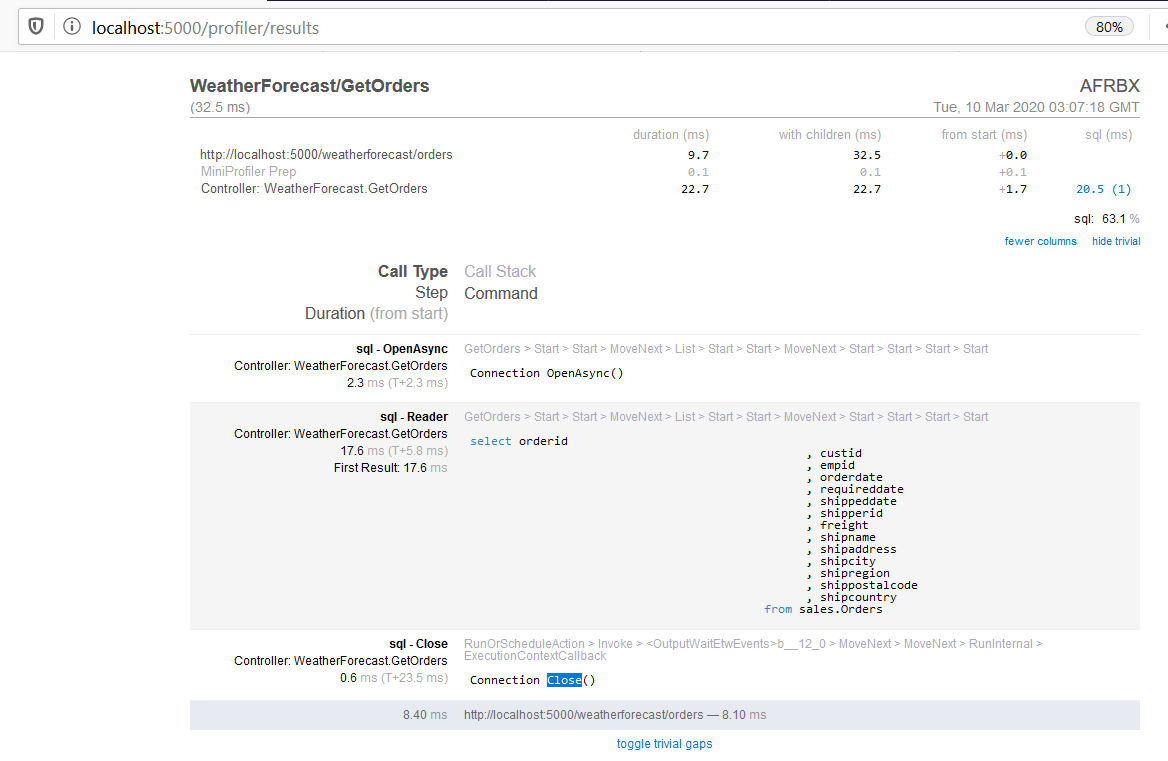 localhost:5000/profiler/results 80%
WeatherForecast/GetOrders AFRBX
(32.5 ms) Tue, 10 Mar 2020 03:07:18 GMT
duration (ms) with children (ms) from start (ms) sql (ms)
http://localhost:5000/weatherforecast/orders 9.7 32.5 +0.0
MiniProfiler Prep 0.1 0.1 +0.1
Controller: WeatherForecast.GetOrders 22.7 22.7 +1.7 20.5 (1)
sql: 63.1 %
fewer columns hide trivial
Call Type Call Stack
Step Command
Duration (from start)
sql - OpenAsync GetOrders > Start > Start > MoveNext > List > Start > Start > MoveNext > Start > Start > Start > Start
Controller: WeatherForecast.GetOrders
Connection OpenAsync()
2.3 ms (T+2.3 ms)
sql - Reader GetOrders > Start > Start > MoveNext > List > Start > Start > MoveNext > Start > Start > Start > Start
Controller: WeatherForecast.GetOrders
select orderid
17.6 ms (T+5.8 ms)
, custid
First Result: 17.6 ms
, empid
, orderdate
, requireddate
, shippeddate
, shipperid
, freight
, shipname
, shipaddress
, shipcity
, shipregion
, shippostalcode
, shipcountry
from sales.Orders
sql - Close RunOrScheduleAction > Invoke > <OutputWaitEtwEvents>b__12_0 > MoveNext > MoveNext > RunInternal >
ExecutionContextCallback
Controller: WeatherForecast.GetOrders
0.6 ms (T+23.5 ms) Connection Close()
8.40 ms http://localhost:5000/weatherforecast/orders — 8.10 ms
toggle trivial gaps